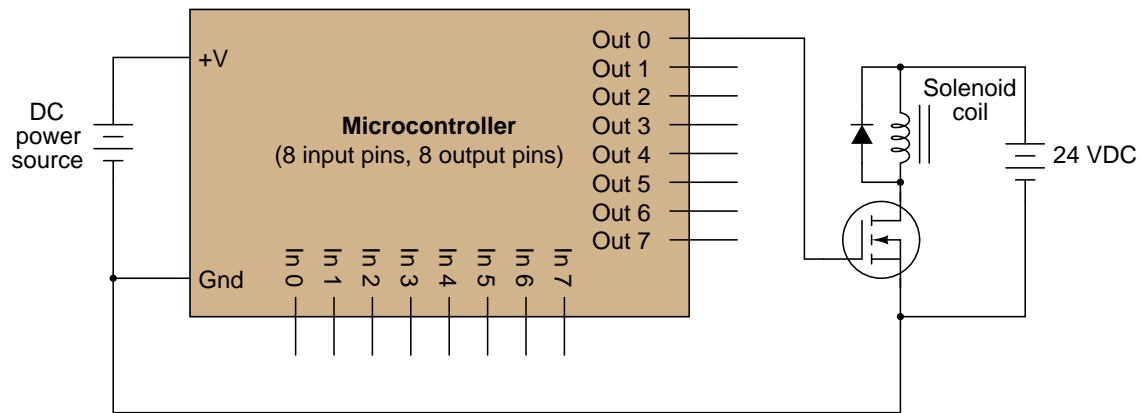 DC
power
source
+V
Gnd
Microcontroller
(8 input pins, 8 output pins)
Out 0
Out 1
Out 2
Out 3
Out 4
Out 5
Out 6
Out 7
In 0
In 1
In 2
In 3
In 4
In 5
In 6
In 7
Solenoid
coil
24 VDC